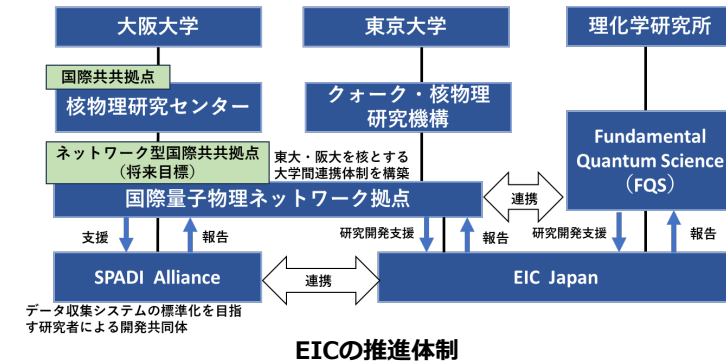 大阪大学
東京大学
理化学研究所
国際共共拠点
核物理研究センター
クォーク・核物理
研究機構
ネットワーク型国際共共拠点
（将来目標）
東大・阪大を核とする
大学間連携体制を構築
Fundamental
Quantum Science
（FQS）
国際量子物理ネットワーク拠点
連携
支援
報告
研究開発支援
報告
研究開発支援
報告
SPADI Alliance
連携
EIC Japan
データ収集システムの標準化を目指
す研究者による開発共同体
EICの推進体制